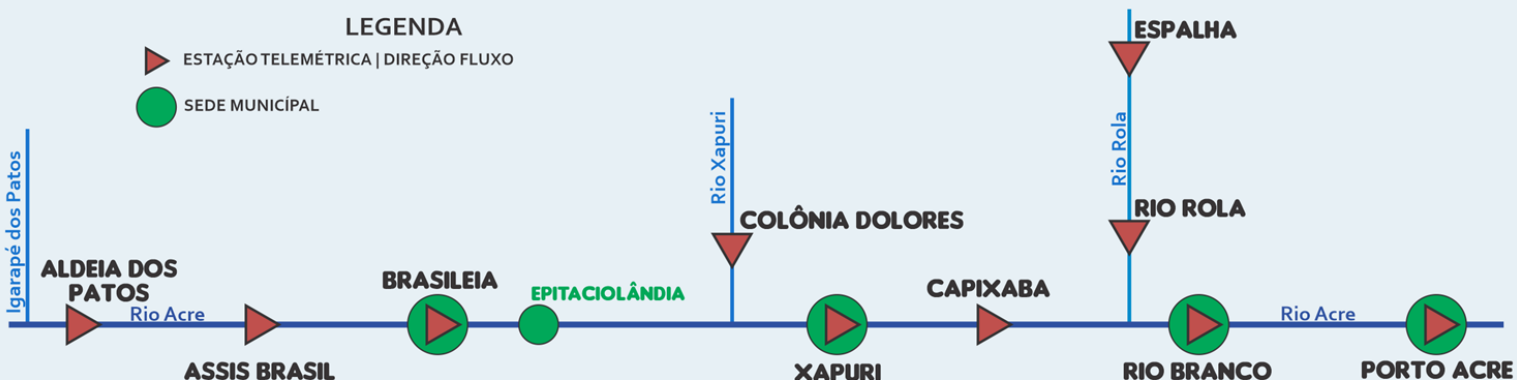 LEGENDA
ESTAÇÃO TELEMÉTRICA | DIREÇÃO FLUXO
SEDE MUNICÍPAL
Igarapé dos Patos
ALDEIA DOS
PATOS
Rio Acre
ASSIS BRASIL
BRASILEIA
EPITACIOLÂNDIA
Rio Xapuri
COLÔNIA DOLORES
XAPURI
CAPIXABA
ESPALHA
Rio Rola
RIO ROLA
RIO BRANCO
Rio Acre
PORTO ACRE